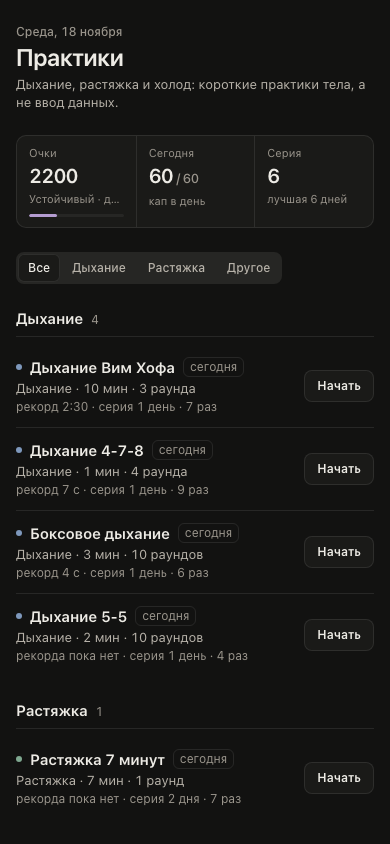 Среда, 18 ноября
Практики
Дыхание, растяжка и холод: короткие практики тела, а
не ввод данных.
Очки
2200
Устойчивый · д…
Сегодня
60 / 60
кап в день
Серия
6
лучшая 6 дней
Все Дыхание Растяжка Другое
Дыхание 4
Дыхание Вим Хофа сегодня
Дыхание · 10 мин · 3 раунда
рекорд 2:30 · серия 1 день · 7 раз
Начать
Дыхание 4-7-8 сегодня
Дыхание · 1 мин · 4 раунда
рекорд 7 с · серия 1 день · 9 раз
Начать
Боксовое дыхание сегодня
Дыхание · 3 мин · 10 раундов
рекорд 4 с · серия 1 день · 6 раз
Начать
Дыхание 5-5 сегодня
Дыхание · 2 мин · 10 раундов
рекорда пока нет · серия 1 день · 4 раз
Начать
Растяжка 1
Растяжка 7 минут сегодня
Растяжка · 7 мин · 1 раунд
рекорда пока нет · серия 2 дня · 7 раз
Начать